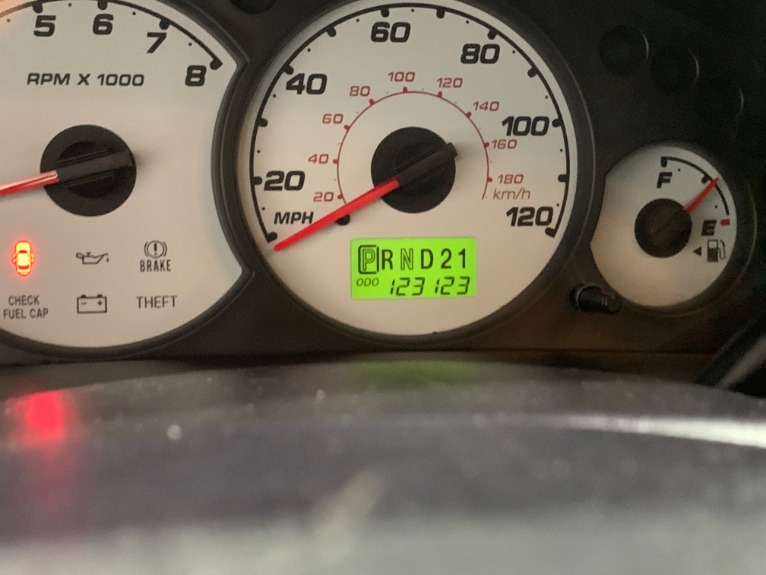 5 6 7 8
RPM X 1000
BRAKE
CHECK
FUEL CAP
THEFT
20 40 60 80 100 120
MPH
20 40 60 80 100 120 140 160 180
km/h
PRND21
ODO 123123
F
E